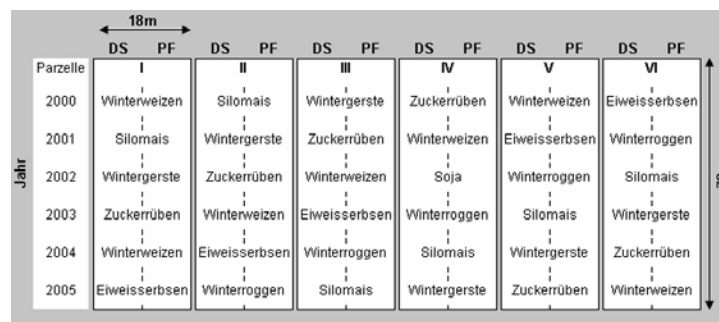 18m
DS PF DS PF DS PF DS PF DS PF DS PF
Parzelle I II III IV V VI
2000 Winterweizen Silomais Wintergerste Zuckerrüben Winterweizen Eiweisserbsen
2001 Silomais Wintergerste Zuckerrüben Winterweizen Eiweisserbsen Winterroggen
2002 Wintergerste Zuckerrüben Winterweizen Soja Winterroggen Silomais
2003 Zuckerrüben Winterweizen Eiweisserbsen Winterroggen Silomais Wintergerste
2004 Winterweizen Eiweisserbsen Winterroggen Silomais Wintergerste Zuckerrüben
2005 Eiweisserbsen Winterroggen Silomais Wintergerste Zuckerrüben Winterweizen
Jahr